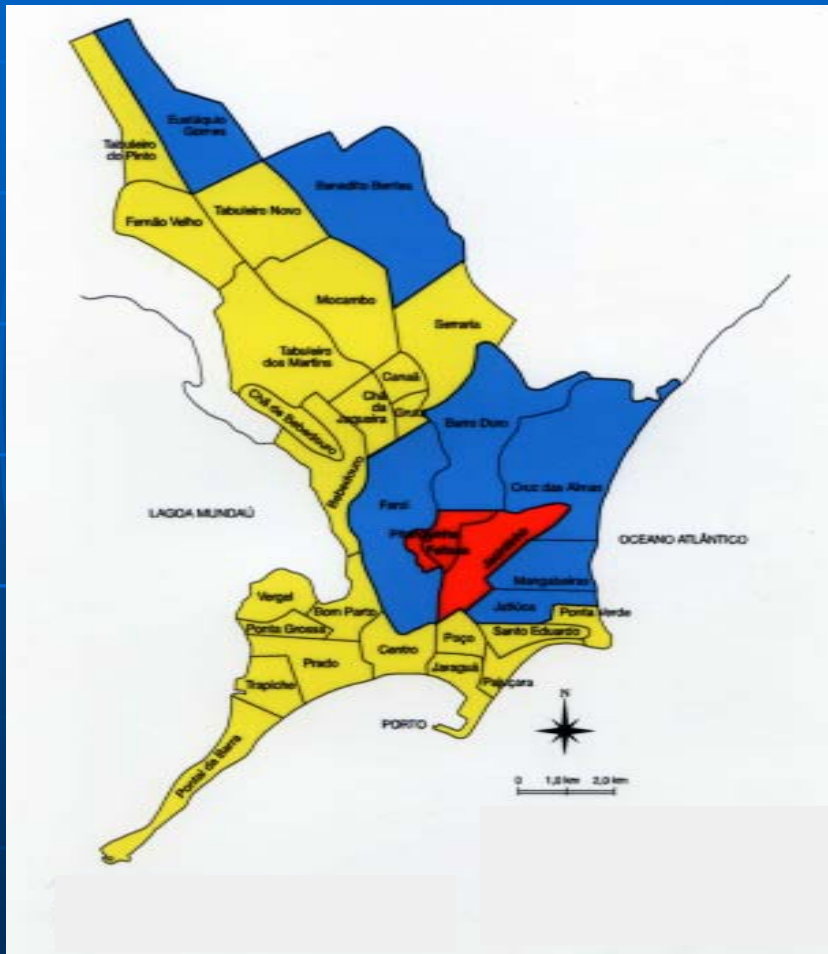 Eustáquio
Gomes
Tabuleiro
do Pinto
Benedito Bentes
Tabuleiro Novo
Fernão Velho
Mocambo
Serraria
Tabuleiro
dos Martins
Canaã
Chã
da
Jaqueira
Chã de Bebedouro
Barro Duro
Bebedouro
Farol
Cruz das Almas
LAGOA MUNDAÚ
OCEANO ATLÂNTICO
Jacintinho
Feitosa
Mangabeiras
Vergel
Jatiúca
Ponta Verde
Bom Parto
Ponta Grossa
Santo Eduardo
Poço
Centro
Prado
Jaraguá
Trapiche
Pajuçara
N
PORTO
Pontal da Barra
0 1,0 km 2,0 km